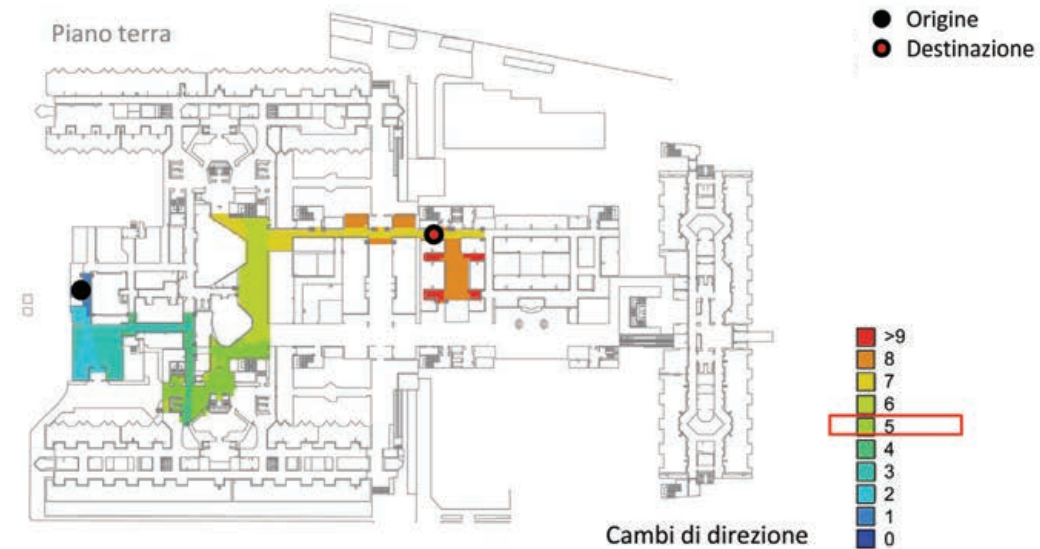 Piano terra
Origine
Destinazione
>9
8
7
6
5
4
3
2
1
0
Cambi di direzione